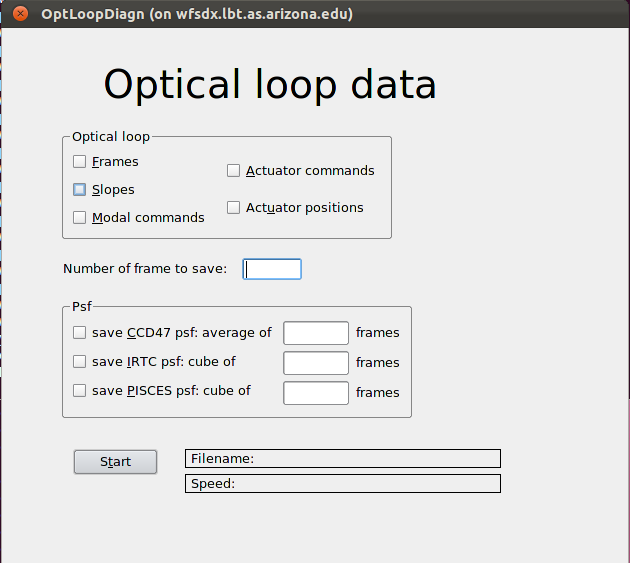 OptLoopDiagn (on wfsdx.lbt.as.arizona.edu)
Optical loop data
Optical loop
Frames
Slopes
Modal commands
Actuator commands
Actuator positions
Number of frame to save:
Psf
save CCD47 psf: average of frames
save IRTC psf: cube of frames
save PISCES psf: cube of frames
Start
Filename:
Speed: